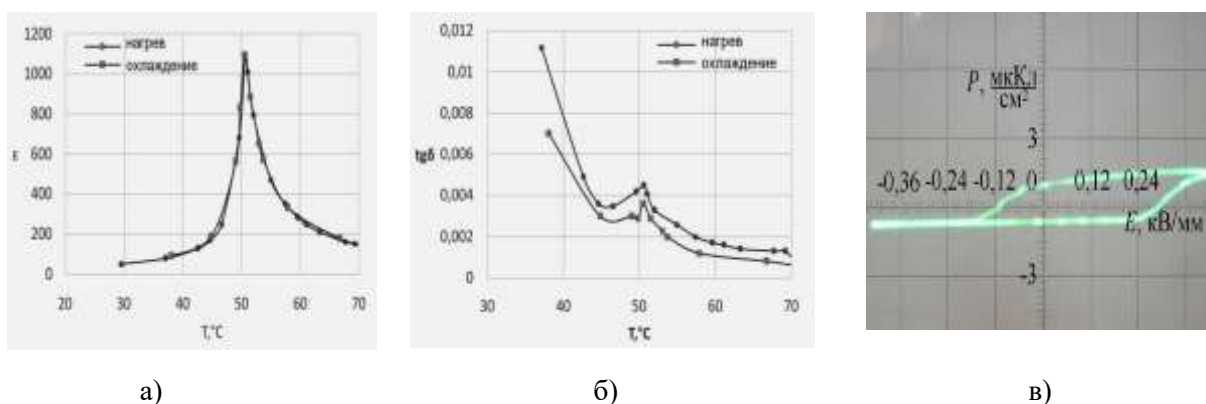 1200
1000
800
600
400
200
0
ε
20 30 40 50 60 70
T,°C
нагрев
охлаждение
0,012
0,01
0,008
tgδ 0,006
0,004
0,002
0
30 40 50 60 70
T,°C
нагрев
охлаждение
P, мкКл
см²
3
-0,36 -0,24 -0,12 0 0,12 0,24
E, кВ/мм
-3
а) б) в)